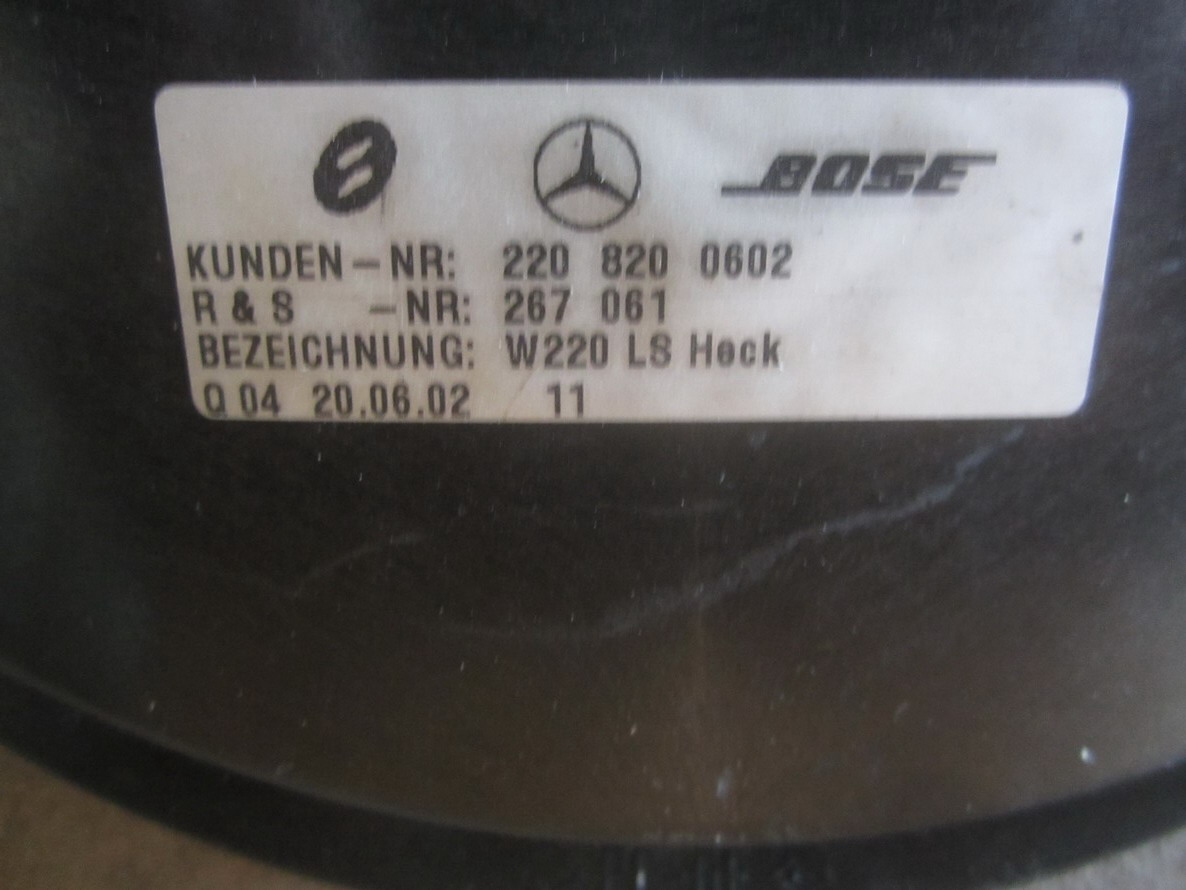 BOSE
KUNDEN-NR: 220 820 0602
R & S -NR: 267 061
BEZEICHNUNG: W220 LS Heck
Q 04 20.06.02 11